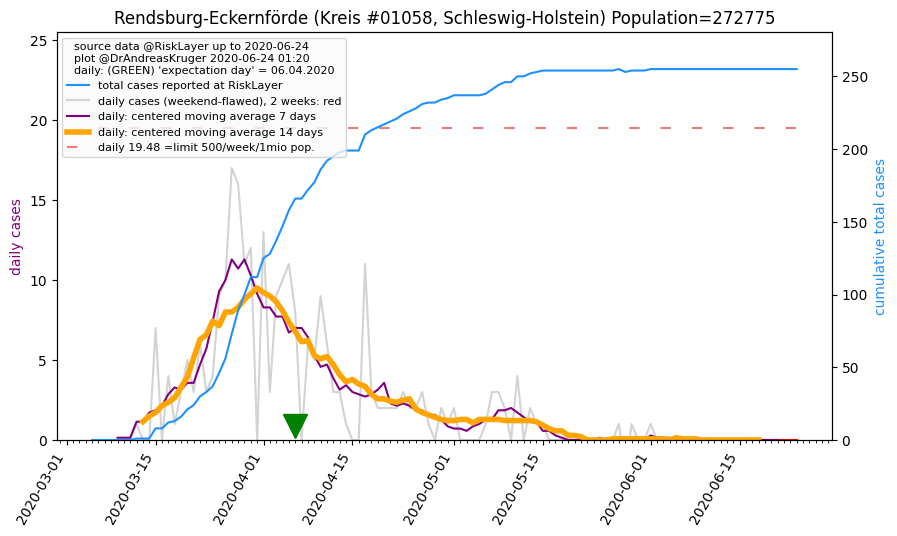 Rendsburg-Eckernförde (Kreis #01058, Schleswig-Holstein) Population=272775
source data @RiskLayer up to 2020-06-24
plot @DrAndreasKruger 2020-06-24 01:20
daily: (GREEN) 'expectation day' = 06.04.2020
total cases reported at RiskLayer
daily cases (weekend-flawed), 2 weeks: red
daily: centered moving average 7 days
daily: centered moving average 14 days
daily 19.48 =limit 500/week/1mio pop.
daily cases
25
20
15
10
5
0
cumulative total cases
250
200
150
100
50
0
2020-03-01
2020-03-15
2020-04-01
2020-04-15
2020-05-01
2020-05-15
2020-06-01
2020-06-15